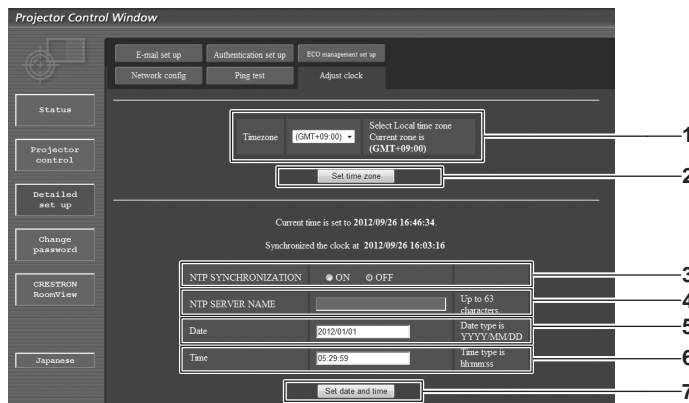 Projector Control Window
E-mail set up
Authentication set up
ECO management set up
Network config
Ping test
Adjust clock
Status
Projector
control
Detailed
set up
Change
password
CRESTRON
RoomView
Japanese
Timezone
(GMT+09:00)
Select Local time zone
Current zone is
(GMT+09:00)
1
Set time zone
2
Current time is set to 2012/09/26 16:46:34.
Synchronized the clock at 2012/09/26 16:03:16
NTP SYNCHRONIZATION ON OFF
3
NTP SERVER NAME
Up to 63
characters.
4
Date 2012/01/01
Date type is
YYYY/MM/DD
5
Time 05:29:59
Time type is
hh:mm:ss
6
Set date and time
7